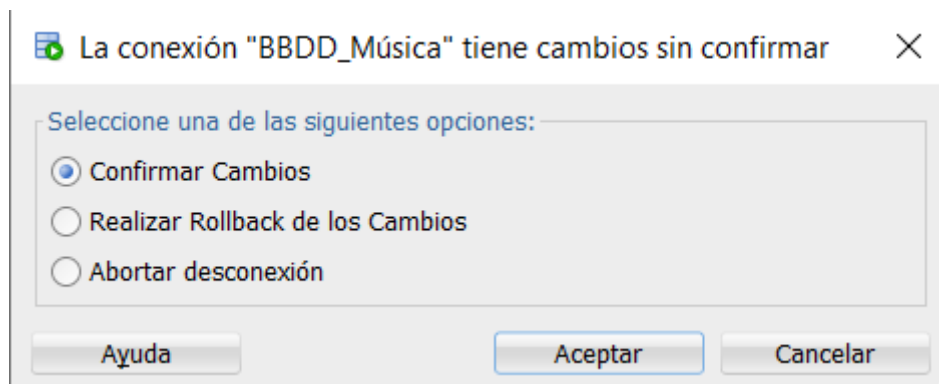 La conexión "BBDD_Música" tiene cambios sin confirmar
Seleccione una de las siguientes opciones:
Confirmar Cambios
Realizar Rollback de los Cambios
Abortar desconexión
Ayuda Aceptar Cancelar